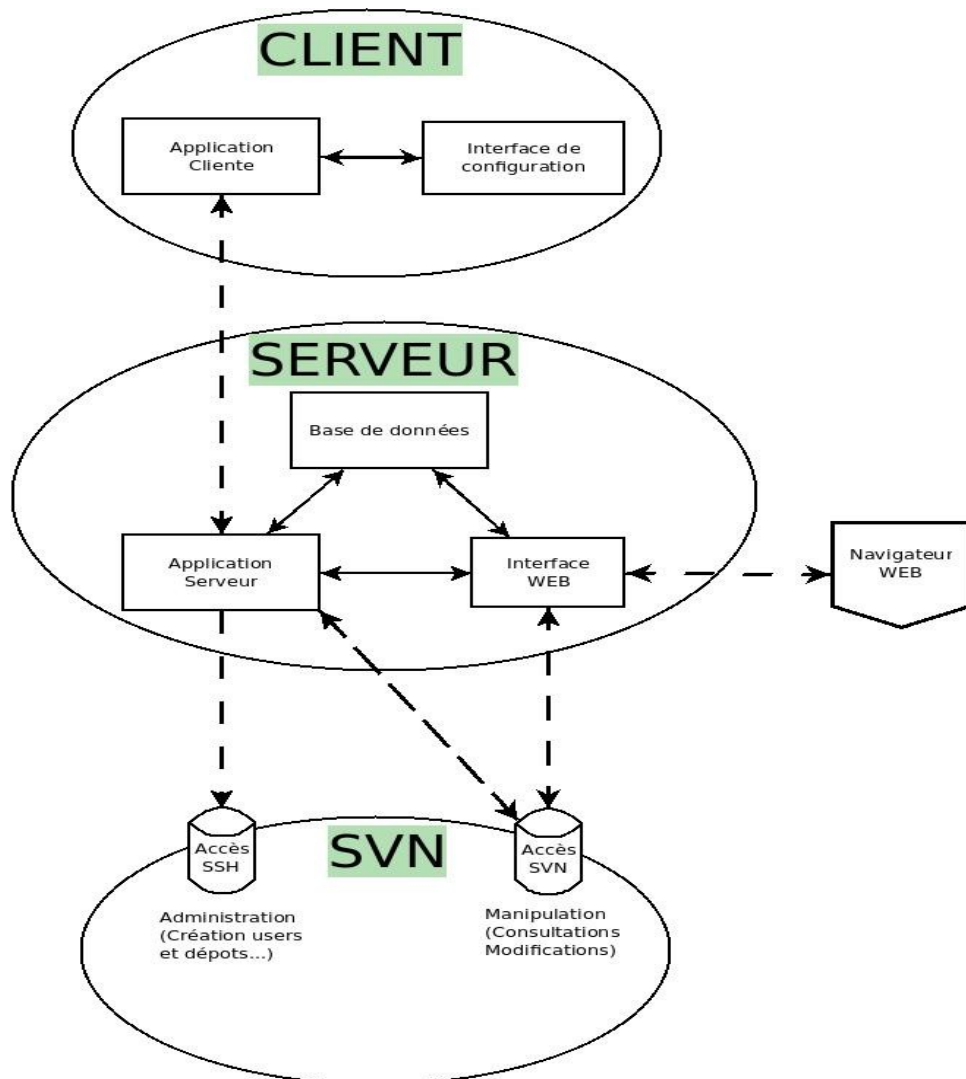 CLIENT
Application
Cliente
Interface de
configuration
SERVEUR
Base de données
Application
Serveur
Interface
WEB
Navigateur
WEB
Accès
SSH
SVN
Accès
SVN
Administration
(Création users
et dépots...)
Manipulation
(Consultations
Modifications)